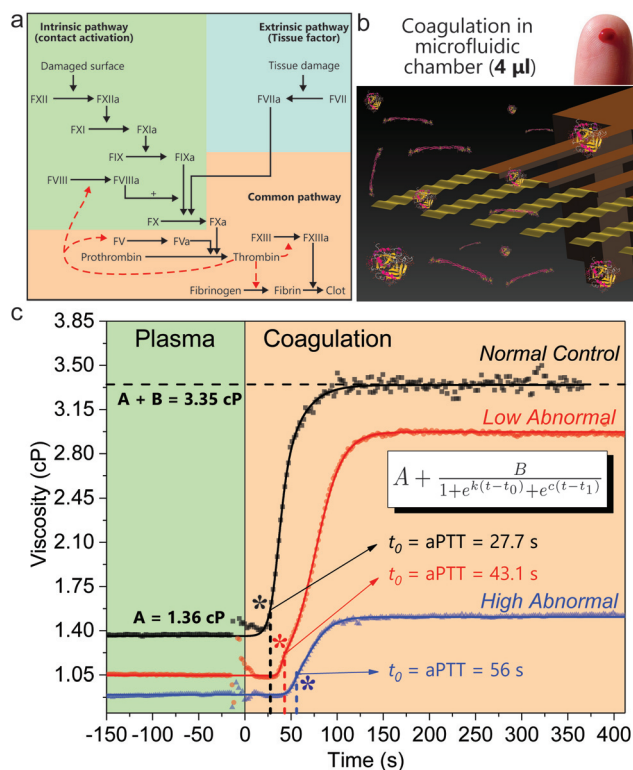 a
Intrinsic pathway
(contact activation)
Extrinsic pathway
(Tissue factor)
Damaged surface
Tissue damage
FXII
FXIIa
FVIIa
FVII
FXI
FXIa
FIX
FIXa
FVIII
FVIIIa
+
Common pathway
FX
FXa
FV
FVa
FXIII
FXIIIa
Prothrombin
Thrombin
Fibrinogen
Fibrin
Clot
b
Coagulation in
microfluidic
chamber (4 μl)
c
Plasma
Coagulation
Normal Control
A + B = 3.35 cP
Low Abnormal
A + B / 1+e^{k(t−t_0)}+e^{c(t−t_1)}
t0 = aPTT = 27.7 s
* t0 = aPTT = 43.1 s
A = 1.36 cP
*
High Abnormal
t0 = aPTT = 56 s
*
Viscosity (cP)
3.85
3.50
3.15
2.80
2.45
2.10
1.75
1.40
1.05
-150 -100 -50 0 50 100 150 200 250 300 350 400
Time (s)